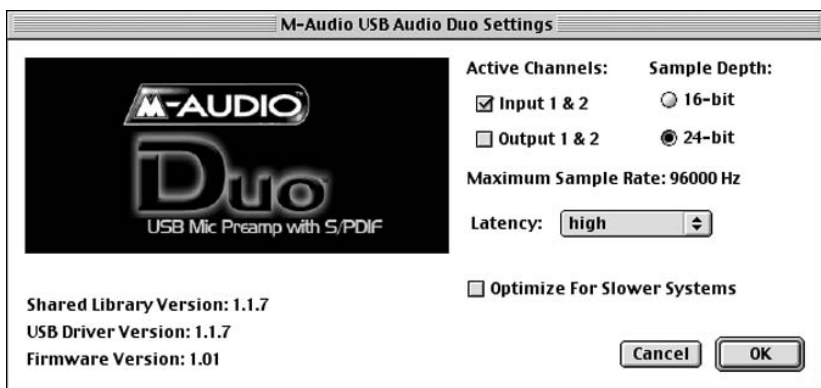 M-Audio USB Audio Duo Settings
M-AUDIO
Duo
USB Mic Preamp with S/PDIF
Shared Library Version: 1.1.7
USB Driver Version: 1.1.7
Firmware Version: 1.01
Active Channels:
Input 1 & 2
Output 1 & 2
Sample Depth:
16-bit
24-bit
Maximum Sample Rate: 96000 Hz
Latency: high
Optimize For Slower Systems
Cancel OK